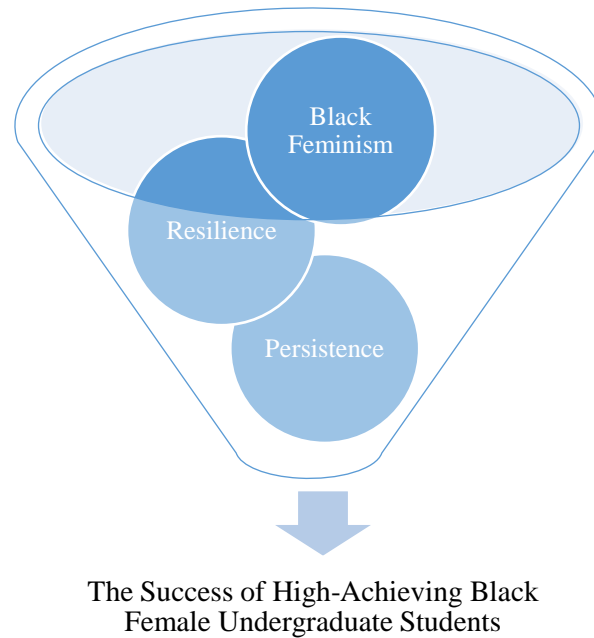 Black
Feminism
Resilience
Persistence
The Success of High-Achieving Black
Female Undergraduate Students